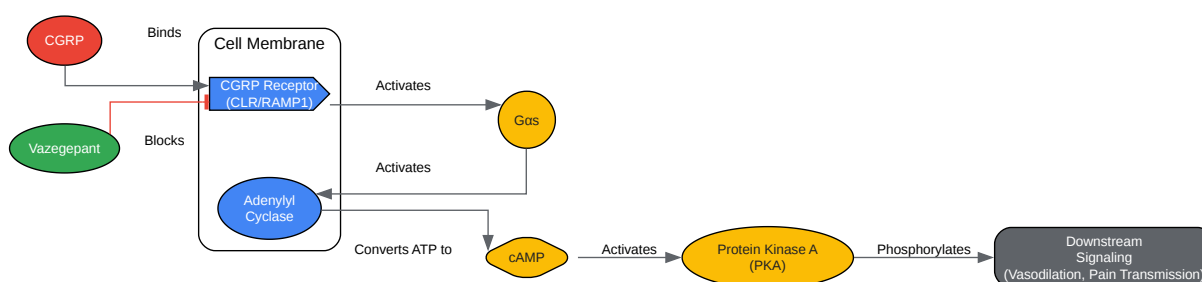 CGRP
Binds
Cell Membrane
CGRP Receptor
(CLR/RAMP1)
Activates
Gαs
Vazegepant
Blocks
Activates
Adenylyl
Cyclase
Converts ATP to
cAMP
Activates
Protein Kinase A
(PKA)
Phosphorylates
Downstream
Signaling
(Vasodilation, Pain Transmission)